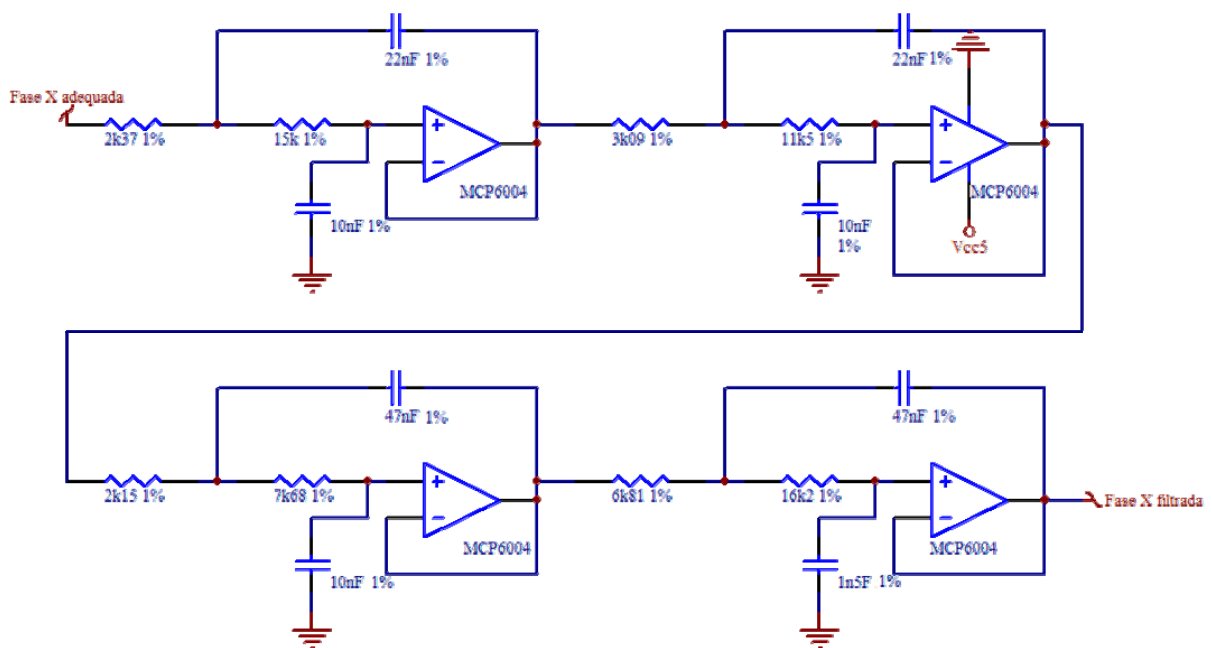 22nF 1%
22nF 1%
Fase X adequada
2k37 1%
15k 1%
3k09 1%
11k5 1%
MCP6004
MCP6004
10nF 1%
10nF
1%
Vcc5
47nF 1%
47nF 1%
2k15 1%
7k68 1%
6k81 1%
16k2 1%
Fase X filtrada
MCP6004
MCP6004
10nF 1%
1n5F 1%